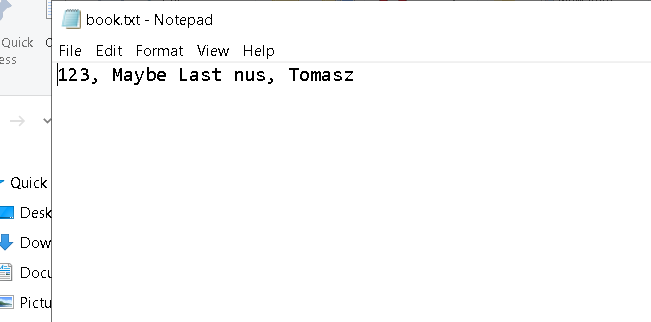 book.txt - Notepad
File Edit Format View Help
123, Maybe Last nus, Tomasz
Quick
ess
Quick
Desk
Dow
Docu
Pictu